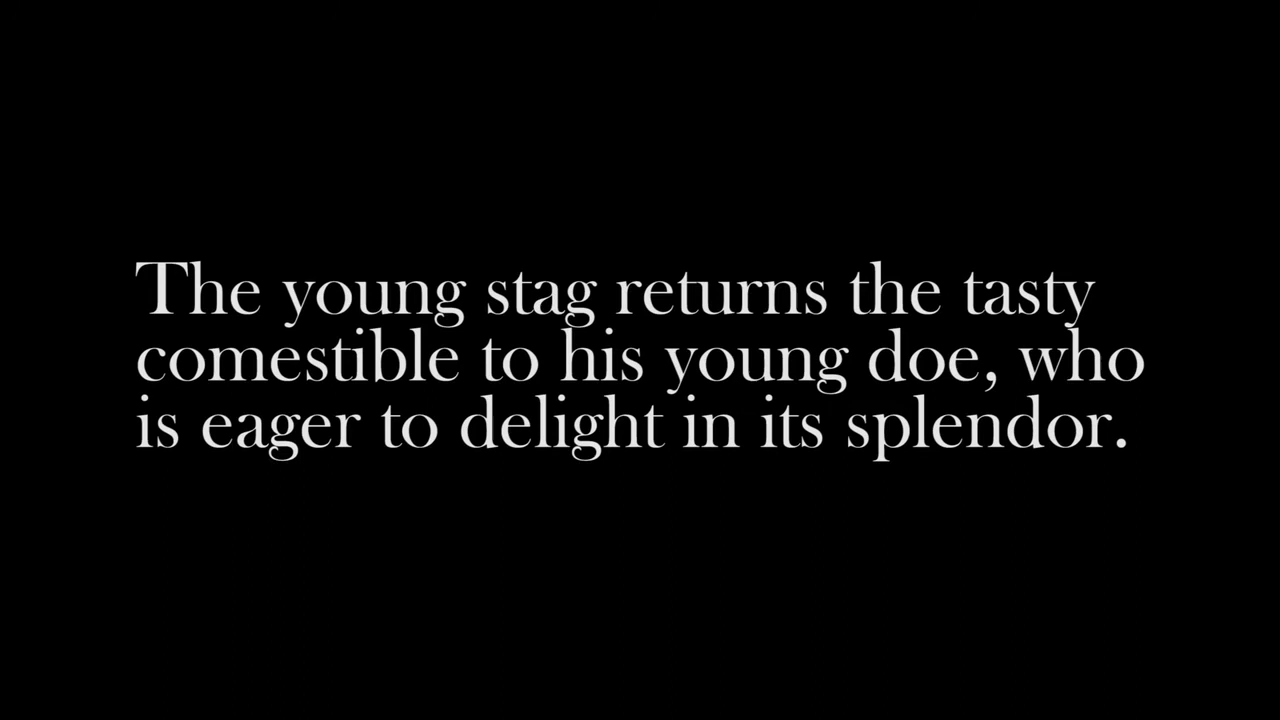 The young stag returns the tasty
comestible to his young doe, who
is eager to delight in its splendor.